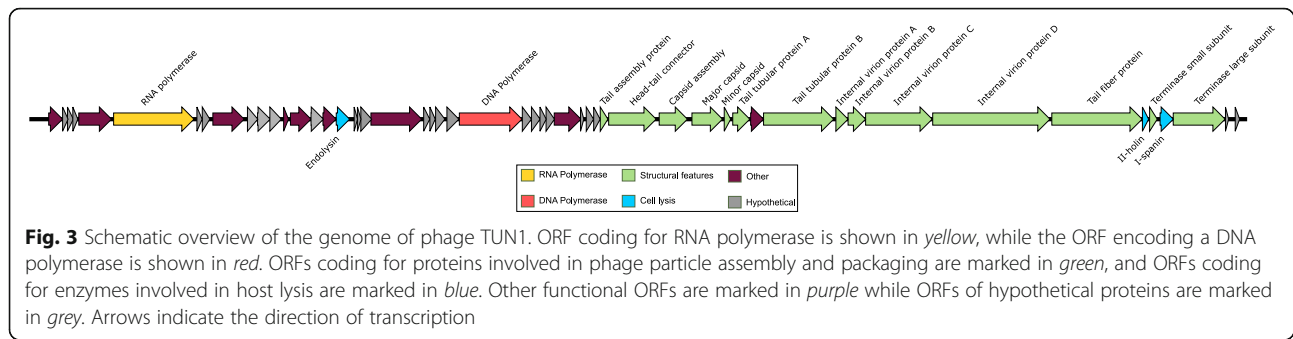 RNA polymerase
Endolysin
DNA Polymerase
Tail assembly protein
Head-tail connector
Capsid assembly
Major capsid
Minor capsid
Tail tubular protein A
Tail tubular protein B
Internal virion protein A
Internal virion protein B
Internal virion protein C
Internal virion protein D
Tail fiber protein
II-holin
Terminase small subunit
I-spanin
Terminase large subunit
RNA Polymerase
Structural features
Other
DNA Polymerase
Cell lysis
Hypothetical
Fig. 3 Schematic overview of the genome of phage TUN1. ORF coding for RNA polymerase is shown in yellow, while the ORF encoding a DNA
polymerase is shown in red. ORFs coding for proteins involved in phage particle assembly and packaging are marked in green, and ORFs coding
for enzymes involved in host lysis are marked in blue. Other functional ORFs are marked in purple while ORFs of hypothetical proteins are marked
in grey. Arrows indicate the direction of transcription